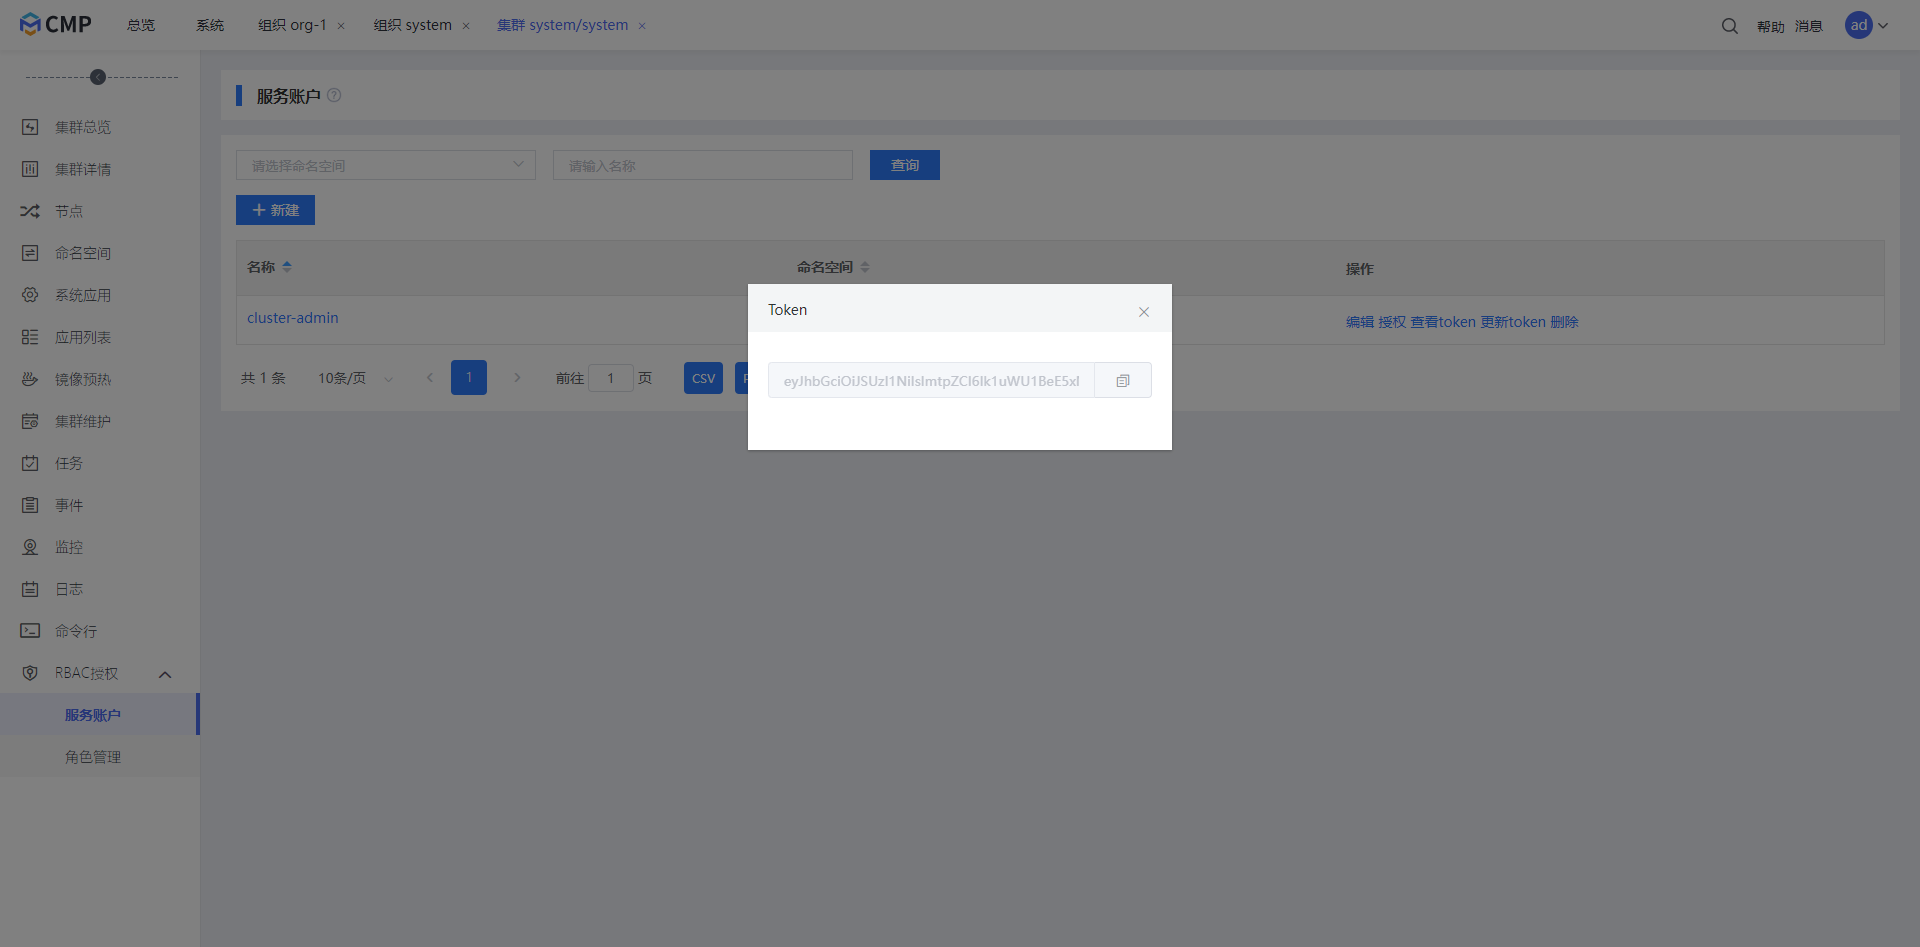 CMP 总览 系统 组织 org-1 × 组织 system × 集群 system/system × 帮助 消息 ad
集群总览
集群详情
节点
命名空间
系统应用
应用列表
镜像预热
集群维护
任务
事件
监控
日志
命令行
RBAC授权
服务账户
角色管理
服务账户
请选择命名空间 请输入名称 查询
+ 新建
名称 命名空间 操作
cluster-admin 编辑 授权 查看token 更新token 删除
共 1 条 10条/页 1 前往 1 页 CSV
Token
eyJhbGciOiJSUzI1NiIsImtpZCI6Ik1uWU1BeE5xI